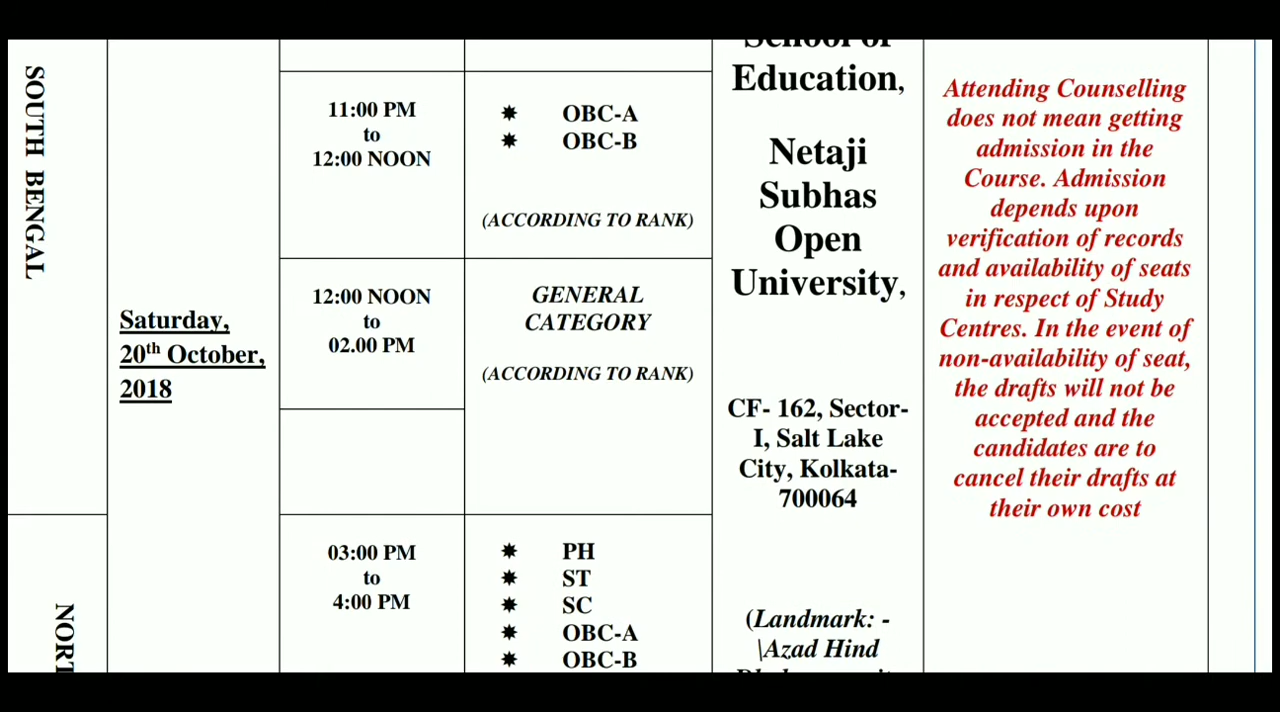 SOUTH BENGAL
Saturday,
20th October,
2018
11:00 PM
to
12:00 NOON
✷ OBC-A
✷ OBC-B
(ACCORDING TO RANK)
12:00 NOON
to
02.00 PM
GENERAL
CATEGORY
(ACCORDING TO RANK)
03:00 PM
to
4:00 PM
✷ PH
✷ ST
✷ SC
✷ OBC-A
✷ OBC-B
School of
Education,
Netaji
Subhas
Open
University,
CF- 162, Sector-
I, Salt Lake
City, Kolkata-
700064
(Landmark: -
\Azad Hind
Attending Counselling
does not mean getting
admission in the
Course. Admission
depends upon
verification of records
and availability of seats
in respect of Study
Centres. In the event of
non-availability of seat,
the drafts will not be
accepted and the
candidates are to
cancel their drafts at
their own cost